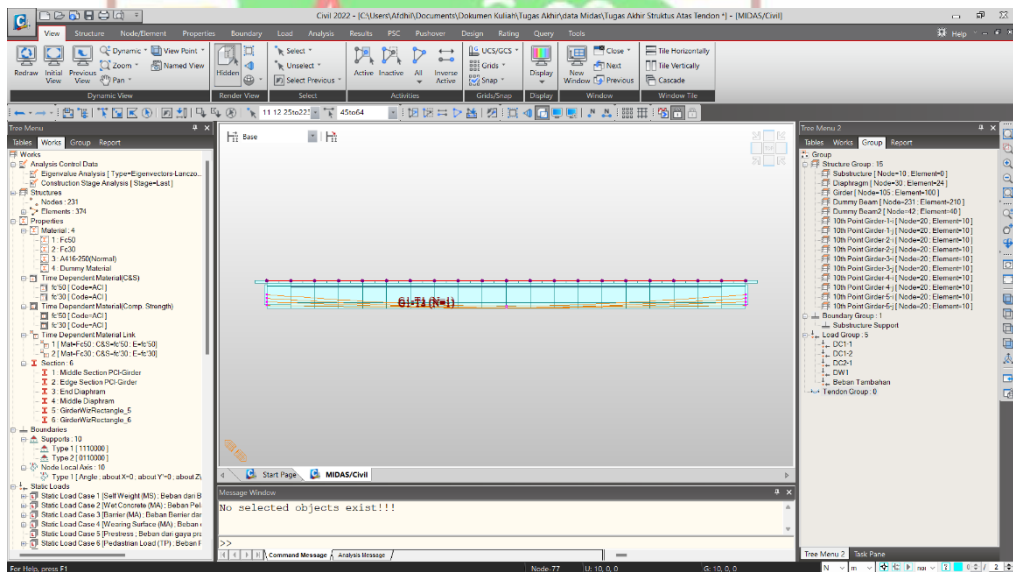 Civil 2022 - [C:\Users\Afdhil\Documents\Dokumen Kuliah\Tugas Akhir\data Midas\Tugas Akhir Struktus Atas Tendon *] - [MIDAS/Civil]
View Structure Node/Element Properties Boundary Load Analysis Results PSC Pushover Design Rating Query Tools Help
Redraw Initial View Previous View Dynamic Zoom Pan View Point Named View
Hidden Select Unselect Select Previous Active Inactive All Inverse Active
UCS/GCS Grids Snap Display New Window Close Next Previous Tile Horizontally Tile Vertically Cascade
Dynamic View Render View Select Activities Grids/Snap Display Window Window Tile
11 12 25to22 45to64
Tree Menu
Tables Works Group Report
Works
Analysis Control Data
Eigenvalue Analysis [ Type=Eigenvectors-Lanczo...
Construction Stage Analysis [ Stage=Last ]
Structures
Nodes : 231
Elements : 374
Properties
Material : 4
1 : Fc50
2 : Fc30
3 : A416-250(Normal)
4 : Dummy Material
Time Dependent Material(C&S)
fc'50 [ Code=ACI ]
fc'30 [ Code=ACI ]
Time Dependent Material(Comp. Strength)
fc'50 [ Code=ACI ]
fc'30 [ Code=ACI ]
Time Dependent Material Link
1 [ Mat=Fc50 ; C&S=fc'50 ; E=fc'50]
2 [ Mat=Fc30 ; C&S=fc'30 ; E=fc'30]
Section : 6
1 : Middle Section PCI-Girder
2 : Edge Section PCI-Girder
3 : End Diaphram
4 : Middle Diaphram
5 : GirderWizRectangle_5
6 : GirderWizRectangle_6
Boundaries
Supports : 10
Type 1 [ 1110000 ]
Type 2 [ 0110000 ]
Node Local Axis : 10
Type 1 [ Angle ; about X=0 ; about Y'=0 ; about Z\
Static Loads
Static Load Case 1 [Self Weight (MS) ; Beban dari B
Static Load Case 2 [Wet Concrete (MA) ; Beban Pel
Static Load Case 3 [Barrier (MA) ; Beban Berrier dar
Static Load Case 4 [Wearing Surface (MA) ; Beban
Static Load Case 5 [Prestress ; Beban dari gaya pra
Static Load Case 6 [Pedastrian Load (TP) ; Beban F
Base
G1-T1 (N=1)
Start Page MIDAS/Civil
Message Window
No selected objects exist!!!
>>
Command Message Analysis Message
Tree Menu 2
Tables Works Group Report
Group
Structure Group : 15
Substructure [ Node=10 ; Element=0 ]
Diaphragm [ Node=30 ; Element=24 ]
Girder [ Node=105 ; Element=100 ]
Dummy Beam [ Node=231 ; Element=210 ]
Dummy Beam2 [ Node=42 ; Element=40 ]
10th Point Girder-1-i [ Node=20 ; Element=10 ]
10th Point Girder-1-j [ Node=20 ; Element=10 ]
10th Point Girder-2-i [ Node=20 ; Element=10 ]
10th Point Girder-2-j [ Node=20 ; Element=10 ]
10th Point Girder-3-i [ Node=20 ; Element=10 ]
10th Point Girder-3-j [ Node=20 ; Element=10 ]
10th Point Girder-4-i [ Node=20 ; Element=10 ]
10th Point Girder-4-j [ Node=20 ; Element=10 ]
10th Point Girder-5-i [ Node=20 ; Element=10 ]
10th Point Girder-5-j [ Node=20 ; Element=10 ]
Boundary Group : 1
Substructure Support
Load Group : 5
DC1-1
DC1-2
DC2-1
DW1
Beban Tambahan
Tendon Group : 0
Tree Menu 2 Task Pane
For Help, press F1 Node-77 U: 10, 0, 0 G: 10, 0, 0 N m